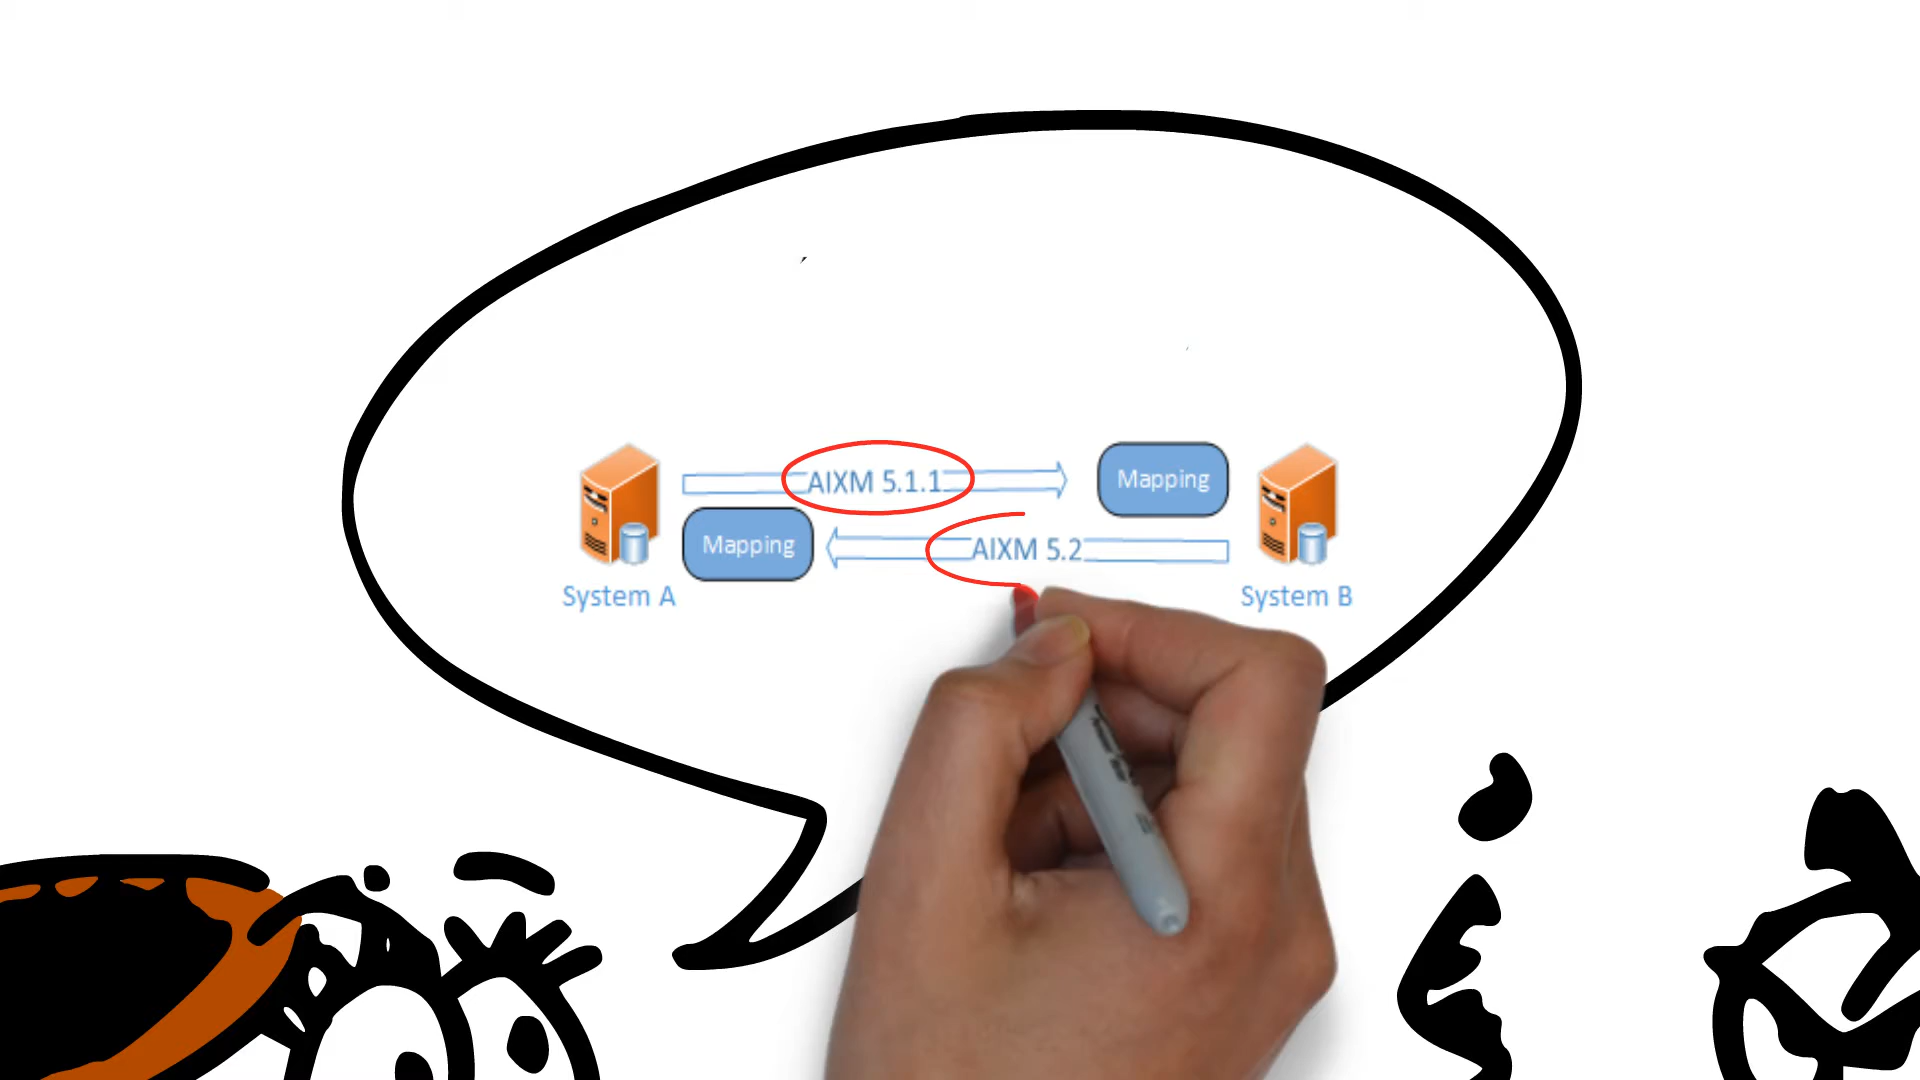 AIXM 5.1.1
Mapping
Mapping
AIXM 5.2
System A
System B